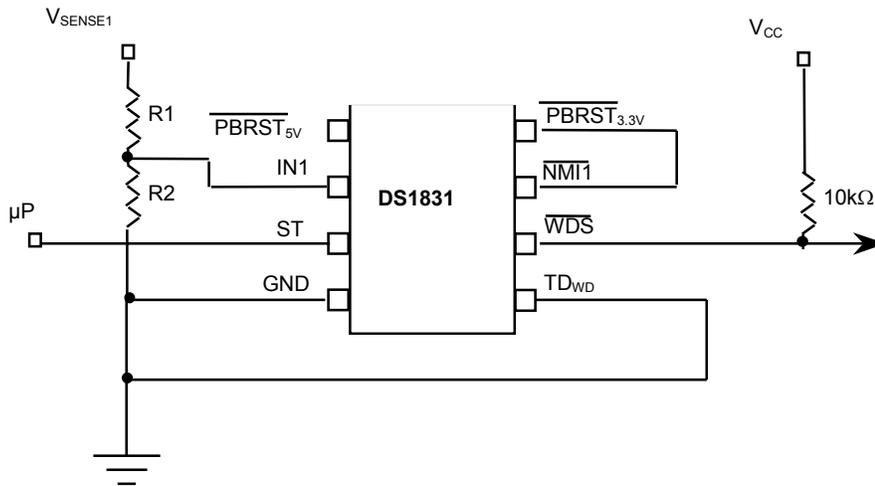 VSENSE1
VCC
R1
PBRST5V
PBRST3.3V
IN1
NMI1
R2
DS1831
10kΩ
µP
ST
WDS
GND
TDWD